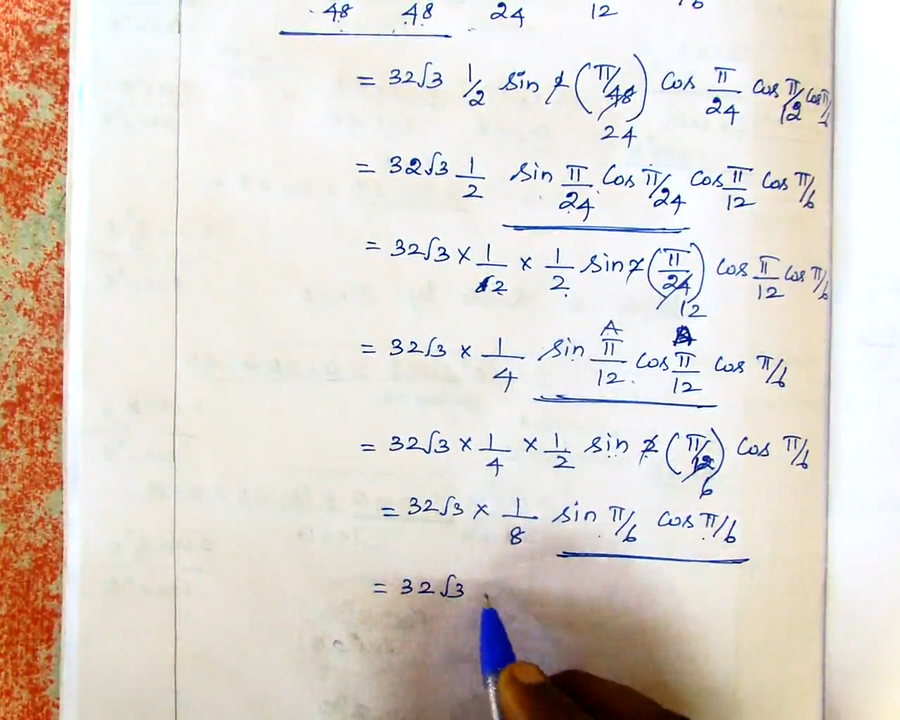 48 48 24 12 6
= 32√3 1/2 sin 2 (π/48) cos π/24 cos π/12 cos π/6
24
= 32√3 1/2 sin π/24 cos π/24 cos π/12 cos π/6
= 32√3 × 1/2 × 1/2 sin 2 (π/24) cos π/12 cos π/6
12
A A
= 32√3 × 1/4 sin π/12 cos π/12 cos π/6
= 32√3 × 1/4 × 1/2 sin 2 (π/12) cos π/6
6
= 32√3 × 1/8 sin π/6 cos π/6
= 32√3